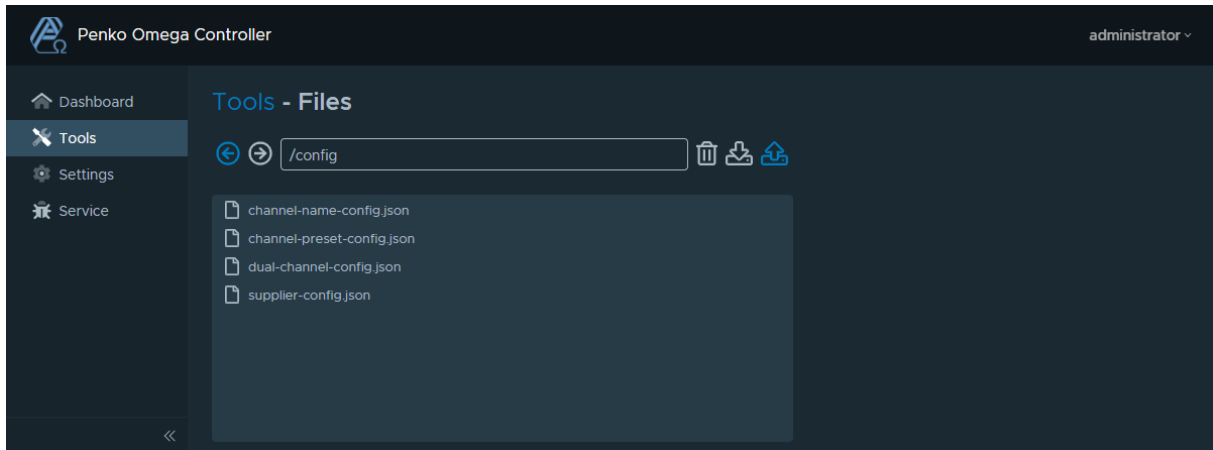 Penko Omega Controller
administrator
Dashboard
Tools
Settings
Service
Tools - Files
/config
channel-name-config.json
channel-preset-config.json
dual-channel-config.json
supplier-config.json